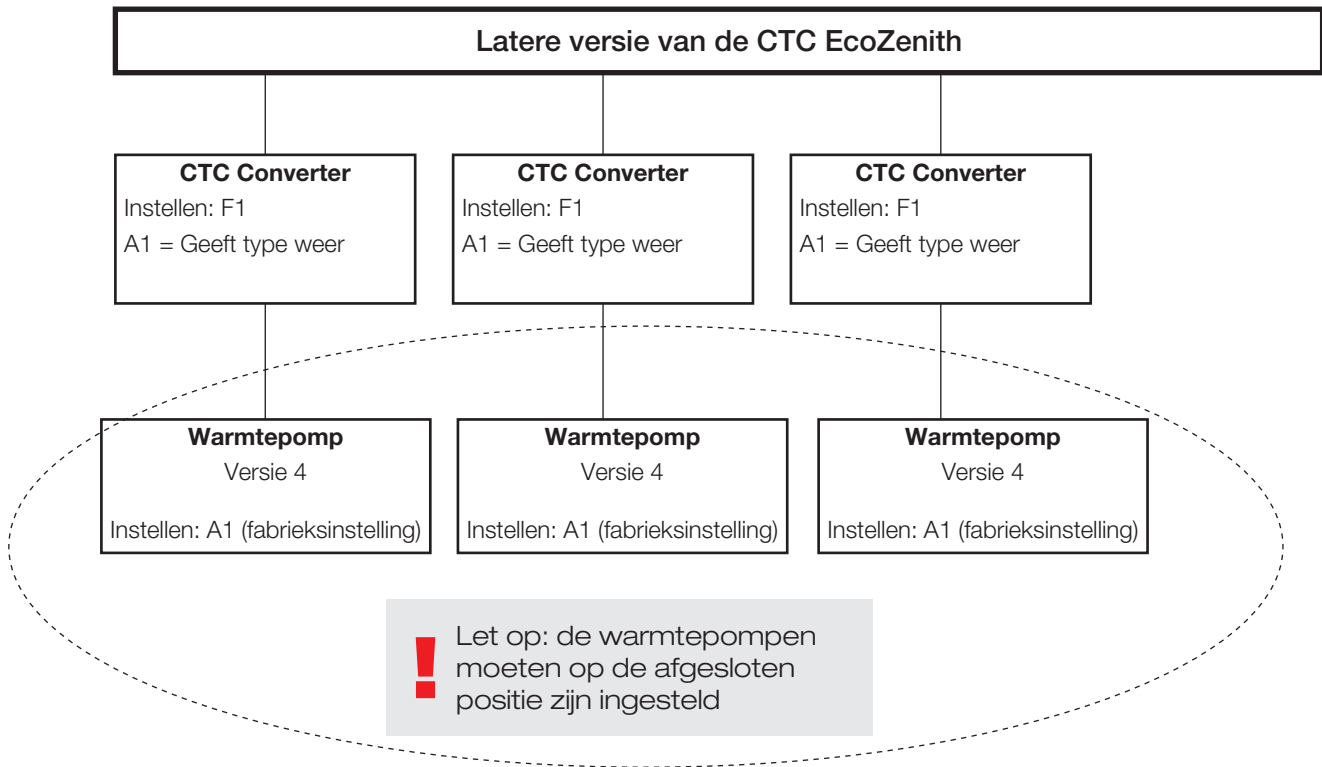 Latere versie van de CTC EcoZenith
CTC Converter
Instellen: F1
A1 = Geeft type weer
CTC Converter
Instellen: F1
A1 = Geeft type weer
CTC Converter
Instellen: F1
A1 = Geeft type weer
Warmtepomp
Versie 4
Instellen: A1 (fabrieksinstelling)
Warmtepomp
Versie 4
Instellen: A1 (fabrieksinstelling)
Warmtepomp
Versie 4
Instellen: A1 (fabrieksinstelling)
! Let op: de warmtepompen
moeten op de afgesloten
positie zijn ingesteld